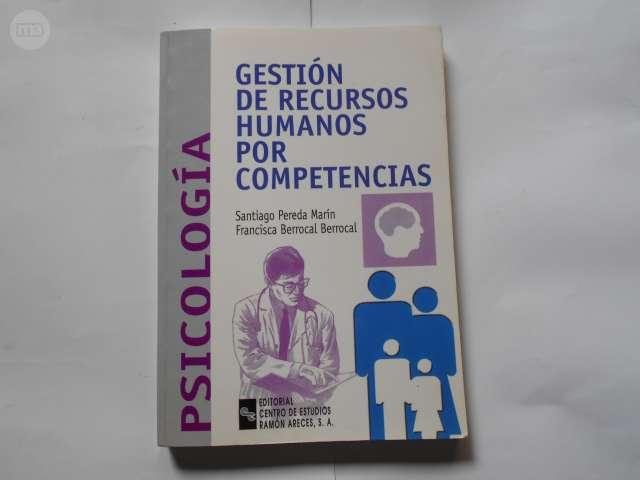 GESTIÓN
DE RECURSOS
HUMANOS
POR
COMPETENCIAS
Santiago Pereda Marín
Francisca Berrocal Berrocal
PSICOLOGÍA
EDITORIAL
CENTRO DE ESTUDIOS
RAMÓN ARECES, S. A.